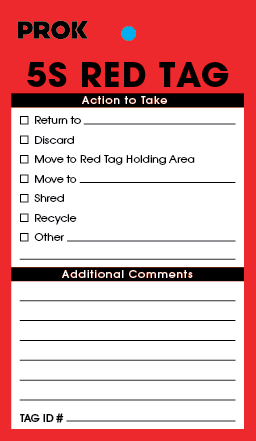 PROK
5S RED TAG
Action to Take
Return to
Discard
Move to Red Tag Holding Area
Move to
Shred
Recycle
Other
Additional Comments
TAG ID #